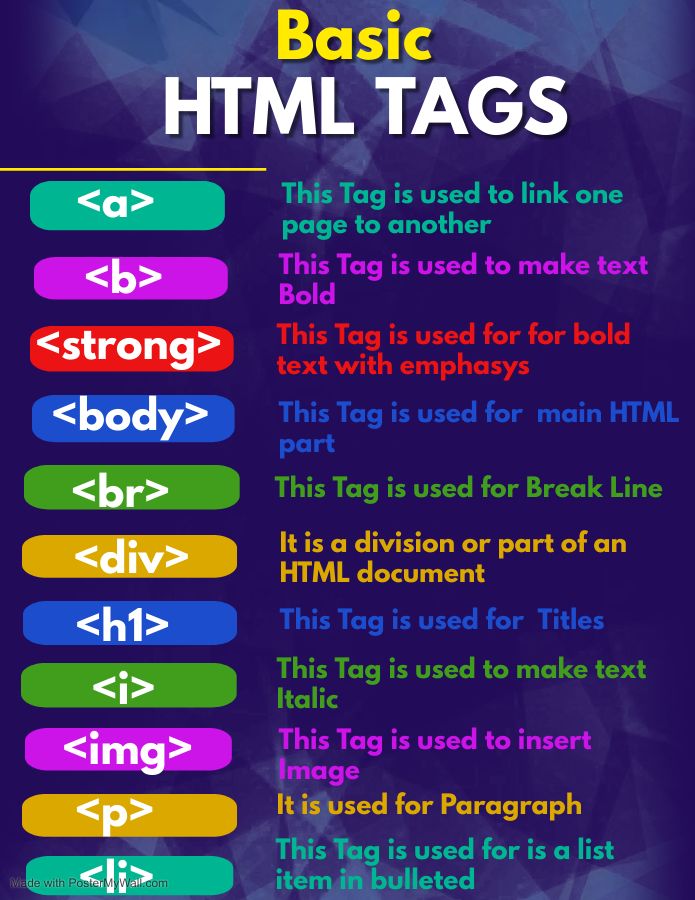 Basic
HTML TAGS
<a>
This Tag is used to link one
page to another
<b>
This Tag is used to make text
Bold
<strong>
This Tag is used for for bold
text with emphasys
<body>
This Tag is used for  main HTML
part
<br>
This Tag is used for Break Line
<div>
It is a division or part of an
HTML document
<h1>
This Tag is used for  Titles
<i>
This Tag is used to make text
Italic
<img>
This Tag is used to insert
Image
<p>
It is used for Paragraph
<li>
This Tag is used for is a list
item in bulleted
Made with PosterMyWall.com